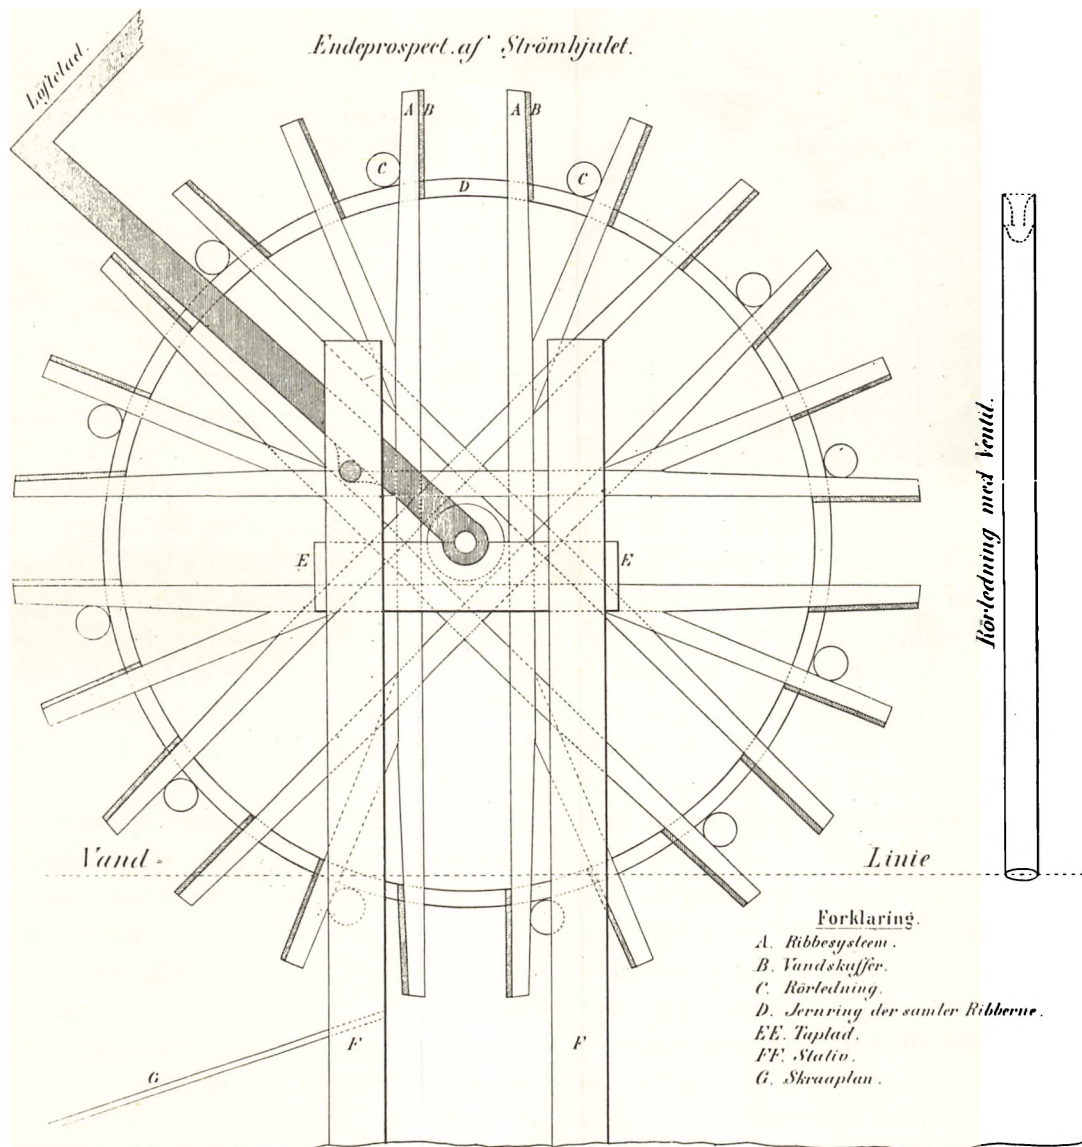 Endeprospect af Strömhjulet.
Löftelad.
A B
A B
C
C
D
E
E
Rörledning med Ventil.
Vand =
Linie
Forklaring.
A. Ribbesysteem.
B. Vandskuffer.
C. Rörledning.
D. Jernring der samler Ribberne.
EE. Taplad.
FF. Stativ.
G. Skraaplan.
F
F
G